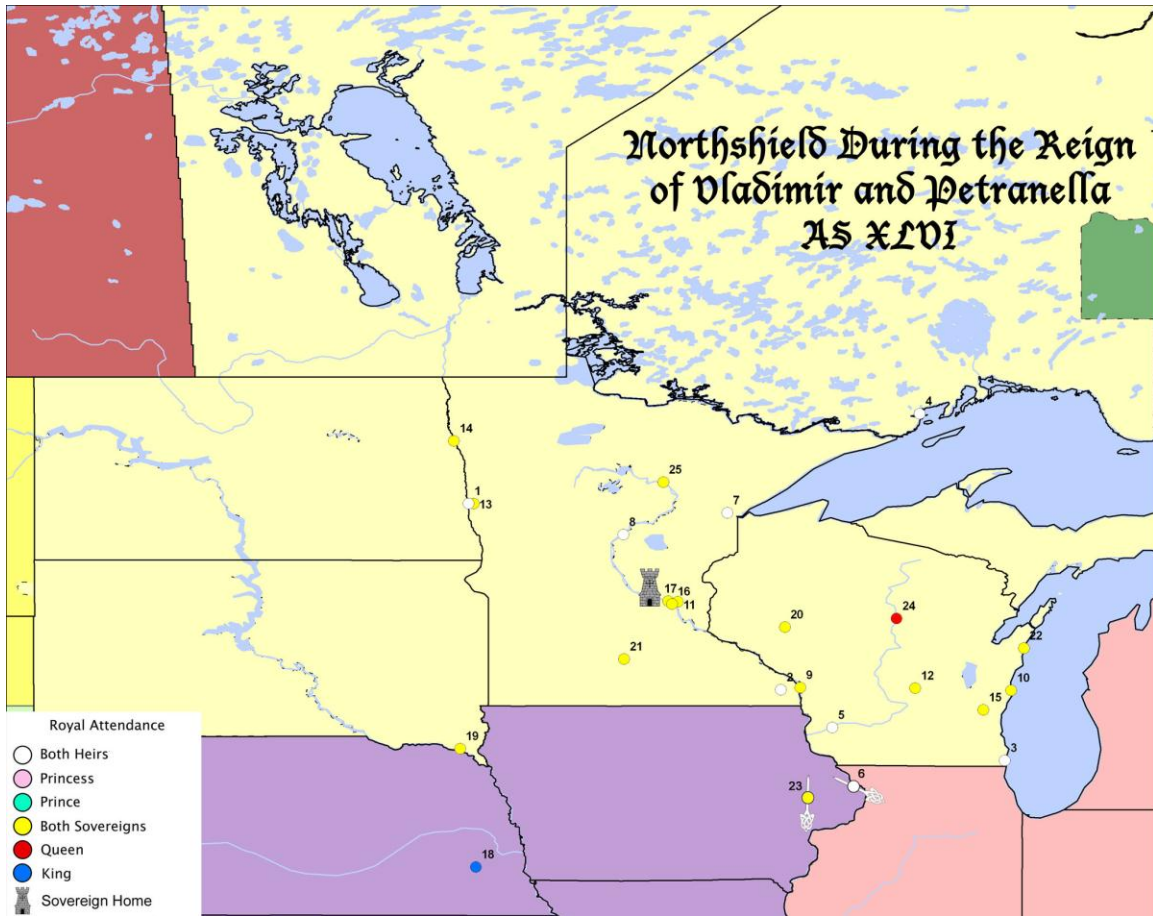 Northshield During the Reign
of Vladimir and Petranella
AS XLVI
4
14
25
1
13
7
8
17 16
11
24
20
22
21
2
9
12
10
15
5
3
19
6
23
18
Royal Attendance
Both Heirs
Princess
Prince
Both Sovereigns
Queen
King
Sovereign Home